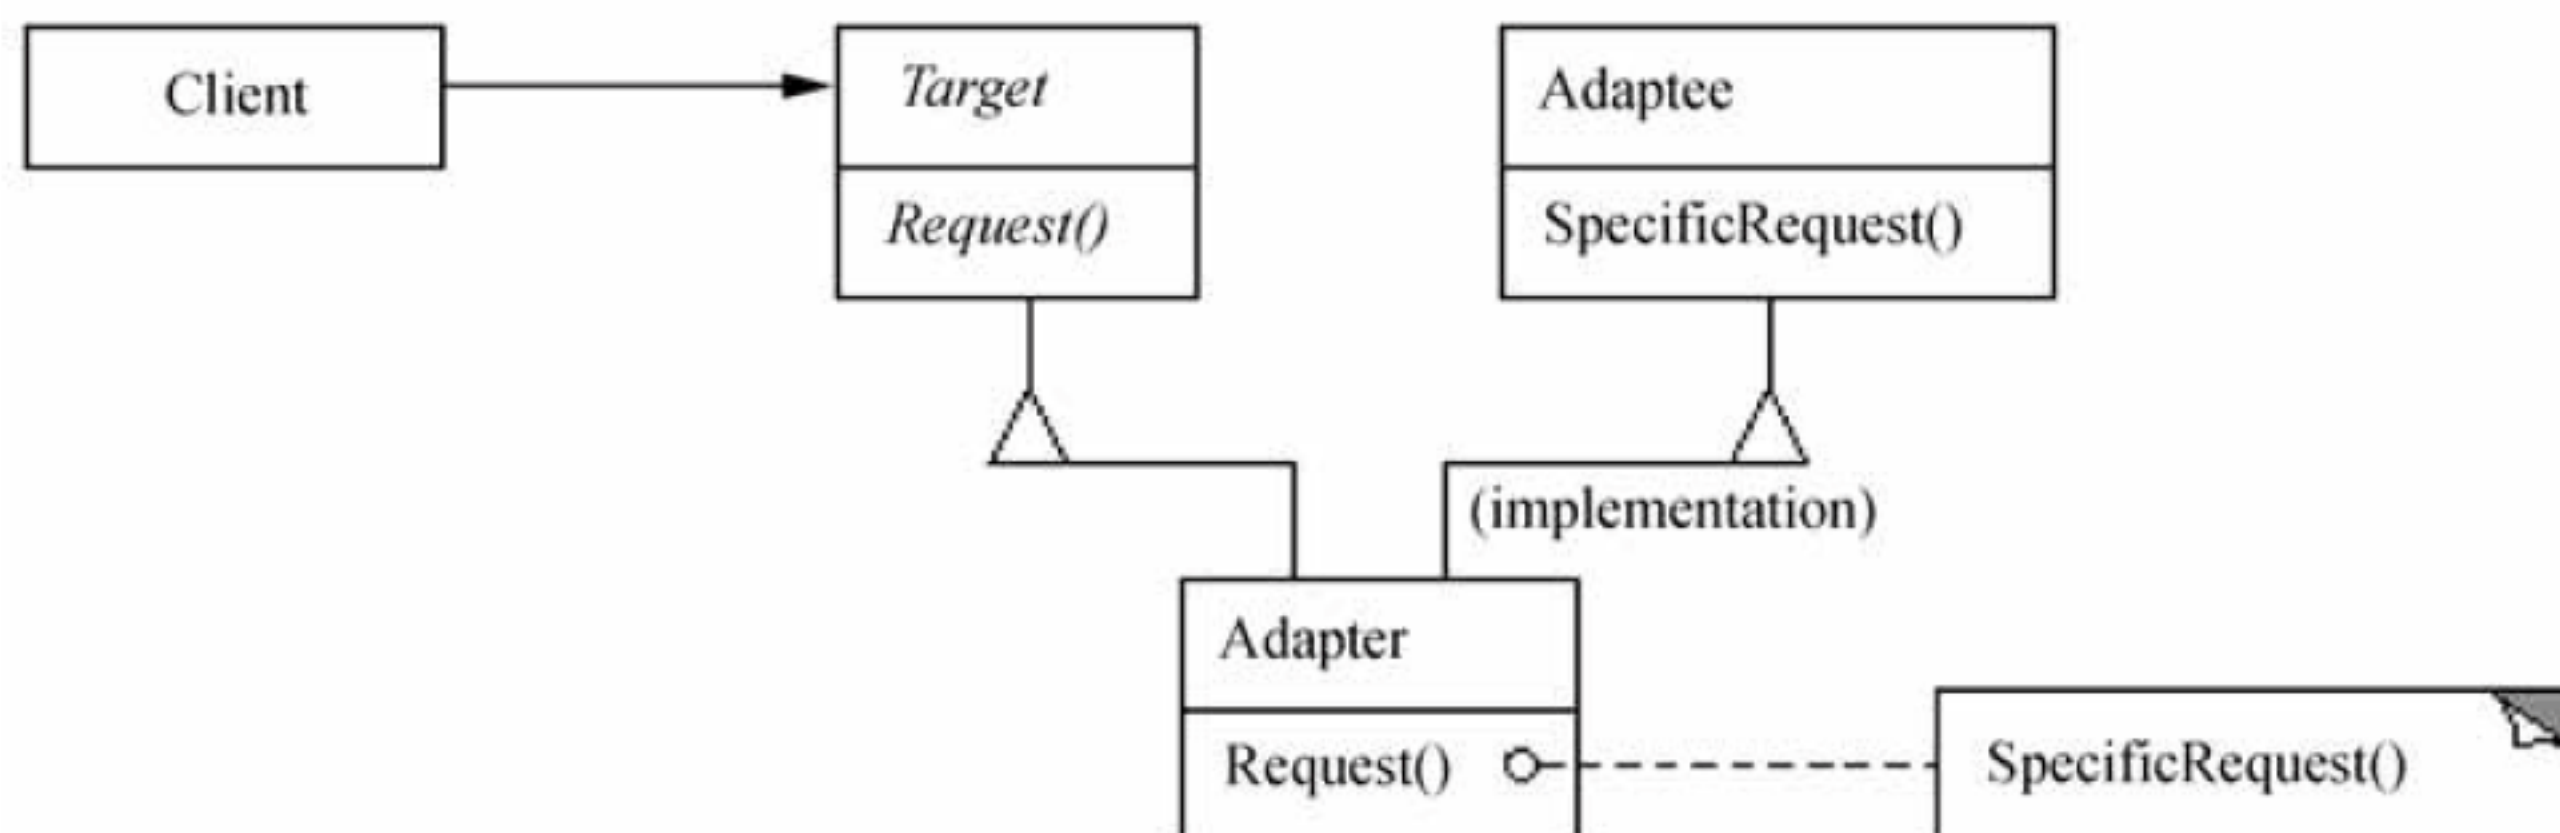 Client
Target
Request()
Adaptee
SpecificRequest()
(implementation)
Adapter
Request()
SpecificRequest()